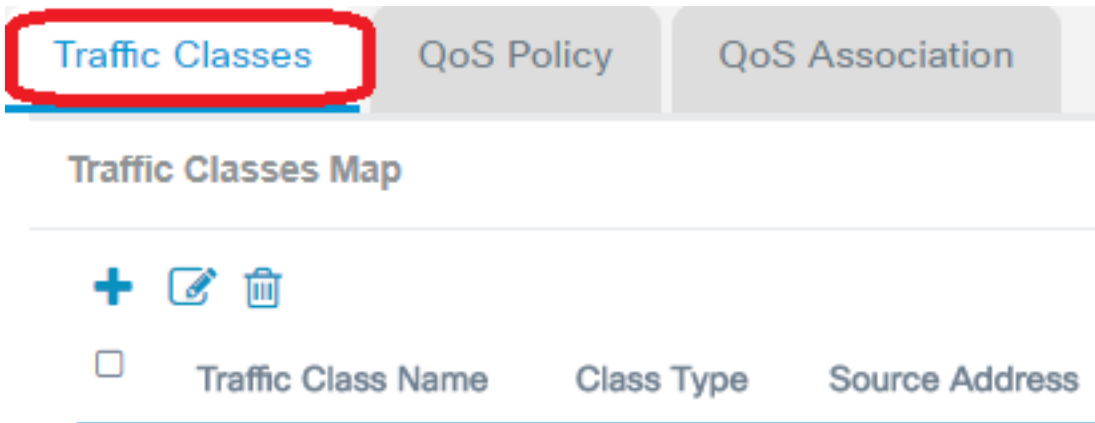 Traffic Classes QoS Policy QoS Association
Traffic Classes Map
Traffic Class Name Class Type Source Address